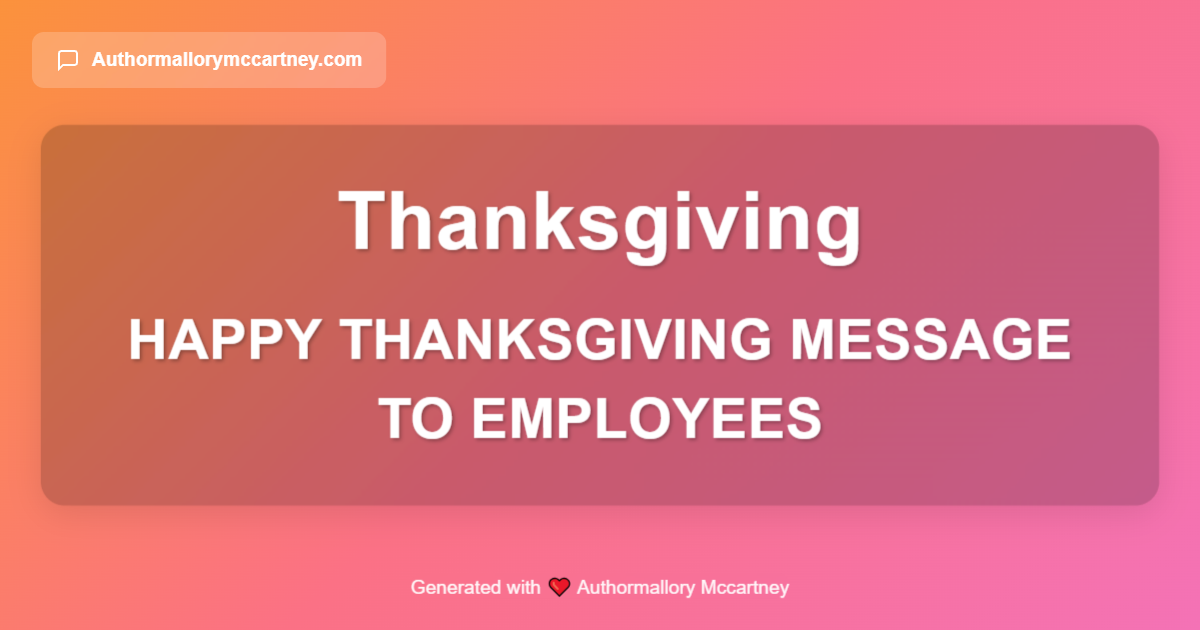 Authormallorymccartney.com
Thanksgiving
HAPPY THANKSGIVING MESSAGE
TO EMPLOYEES
Generated with ❤️ Authormallory Mccartney